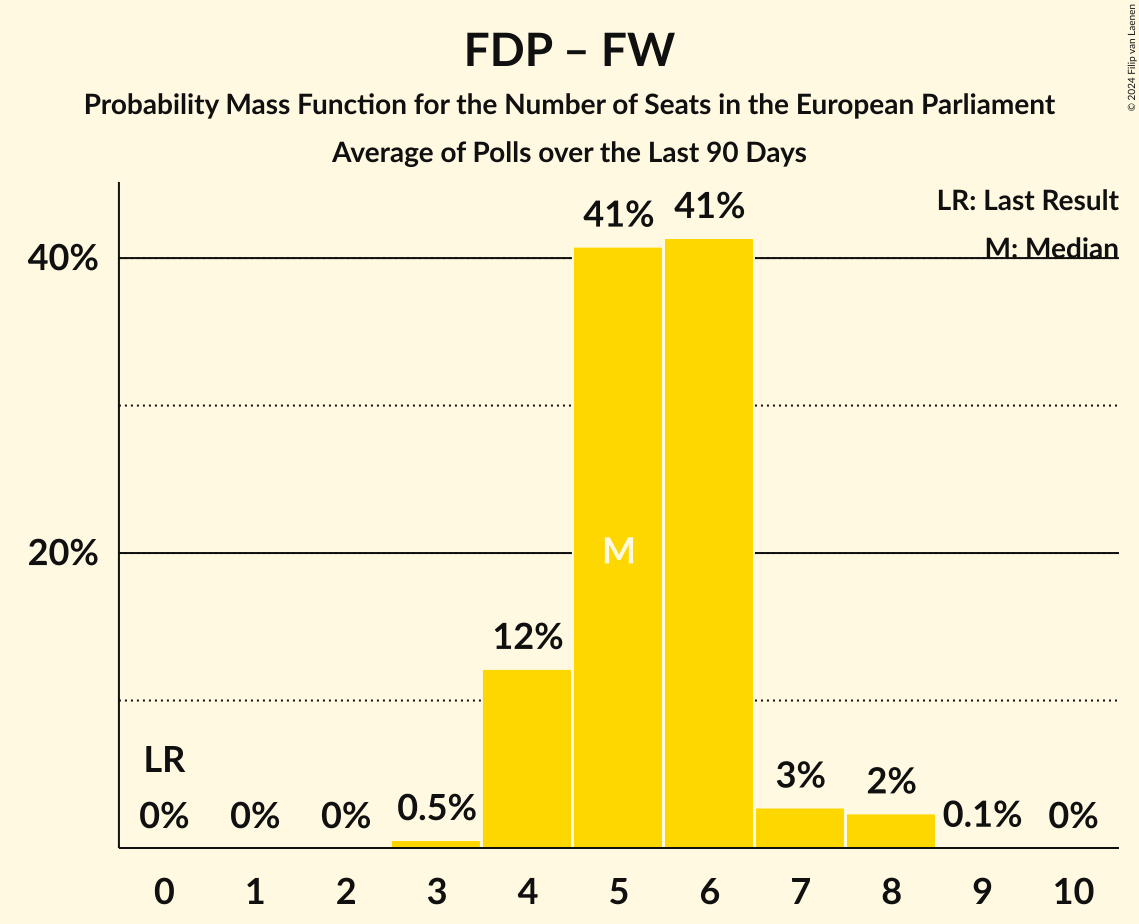 FDP – FW
Probability Mass Function for the Number of Seats in the European Parliament
Average of Polls over the Last 90 Days
© 2024 Filip van Laenen
LR: Last Result
M: Median
41% 41%
40%
20%
M
12%
LR
0% 0% 0% 0.5% 3% 2% 0.1% 0%
0 1 2 3 4 5 6 7 8 9 10